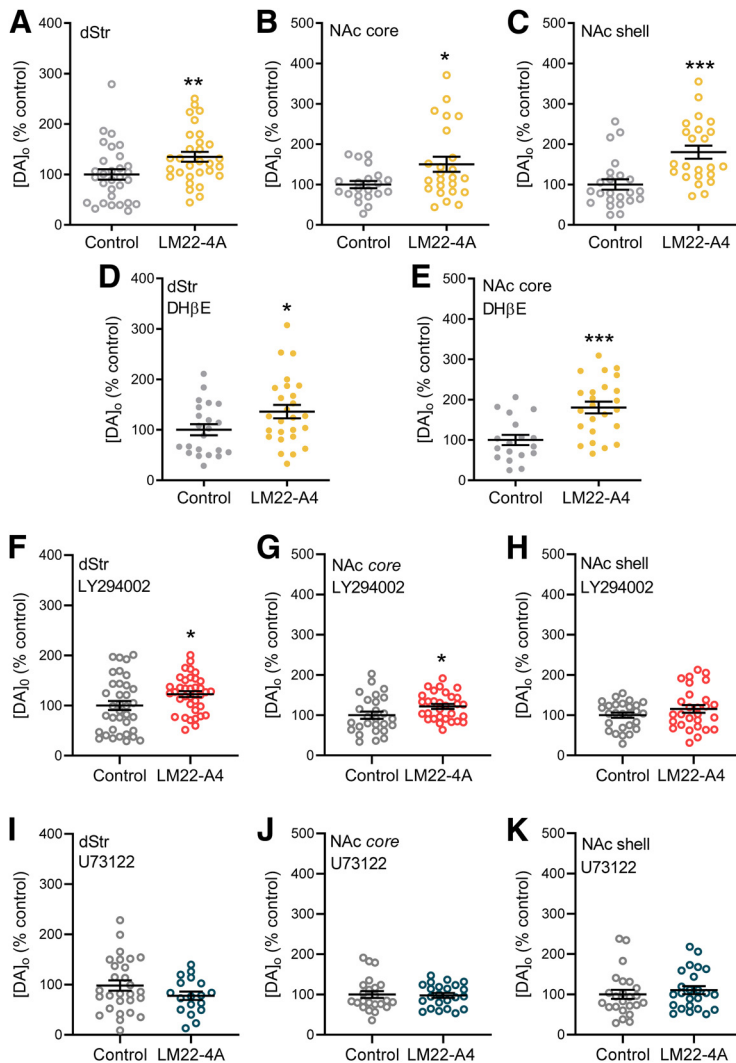 A
dStr
**
[DA]ₒ (% control)
400
300
200
100
0
Control LM22-4A
B
NAc core
*
[DA]ₒ (% control)
400
300
200
100
0
Control LM22-4A
C
NAc shell
***
[DA]ₒ (% control)
400
300
200
100
0
Control LM22-A4
D
dStr
DHβE
*
[DA]ₒ (% control)
400
300
200
100
0
Control LM22-A4
E
NAc core
DHβE
***
[DA]ₒ (% control)
500
400
300
200
100
0
Control LM22-A4
F
dStr
LY294002
*
[DA]₀ (% control)
400
300
200
100
0
Control LM22-A4
G
NAc core
LY294002
*
[DA]ₒ (% control)
500
400
300
200
100
0
Control LM22-4A
H
NAc shell
LY294002
[DA]ₒ (% control)
500
400
300
200
100
0
Control LM22-A4
I
dStr
U73122
[DA]ₒ (% control)
400
300
200
100
0
Control LM22-4A
J
NAc core
U73122
[DA]ₒ (% control)
500
400
300
200
100
0
Control LM22-A4
K
NAc shell
U73122
[DA]ₒ (% control)
500
400
300
200
100
0
Control LM22-4A